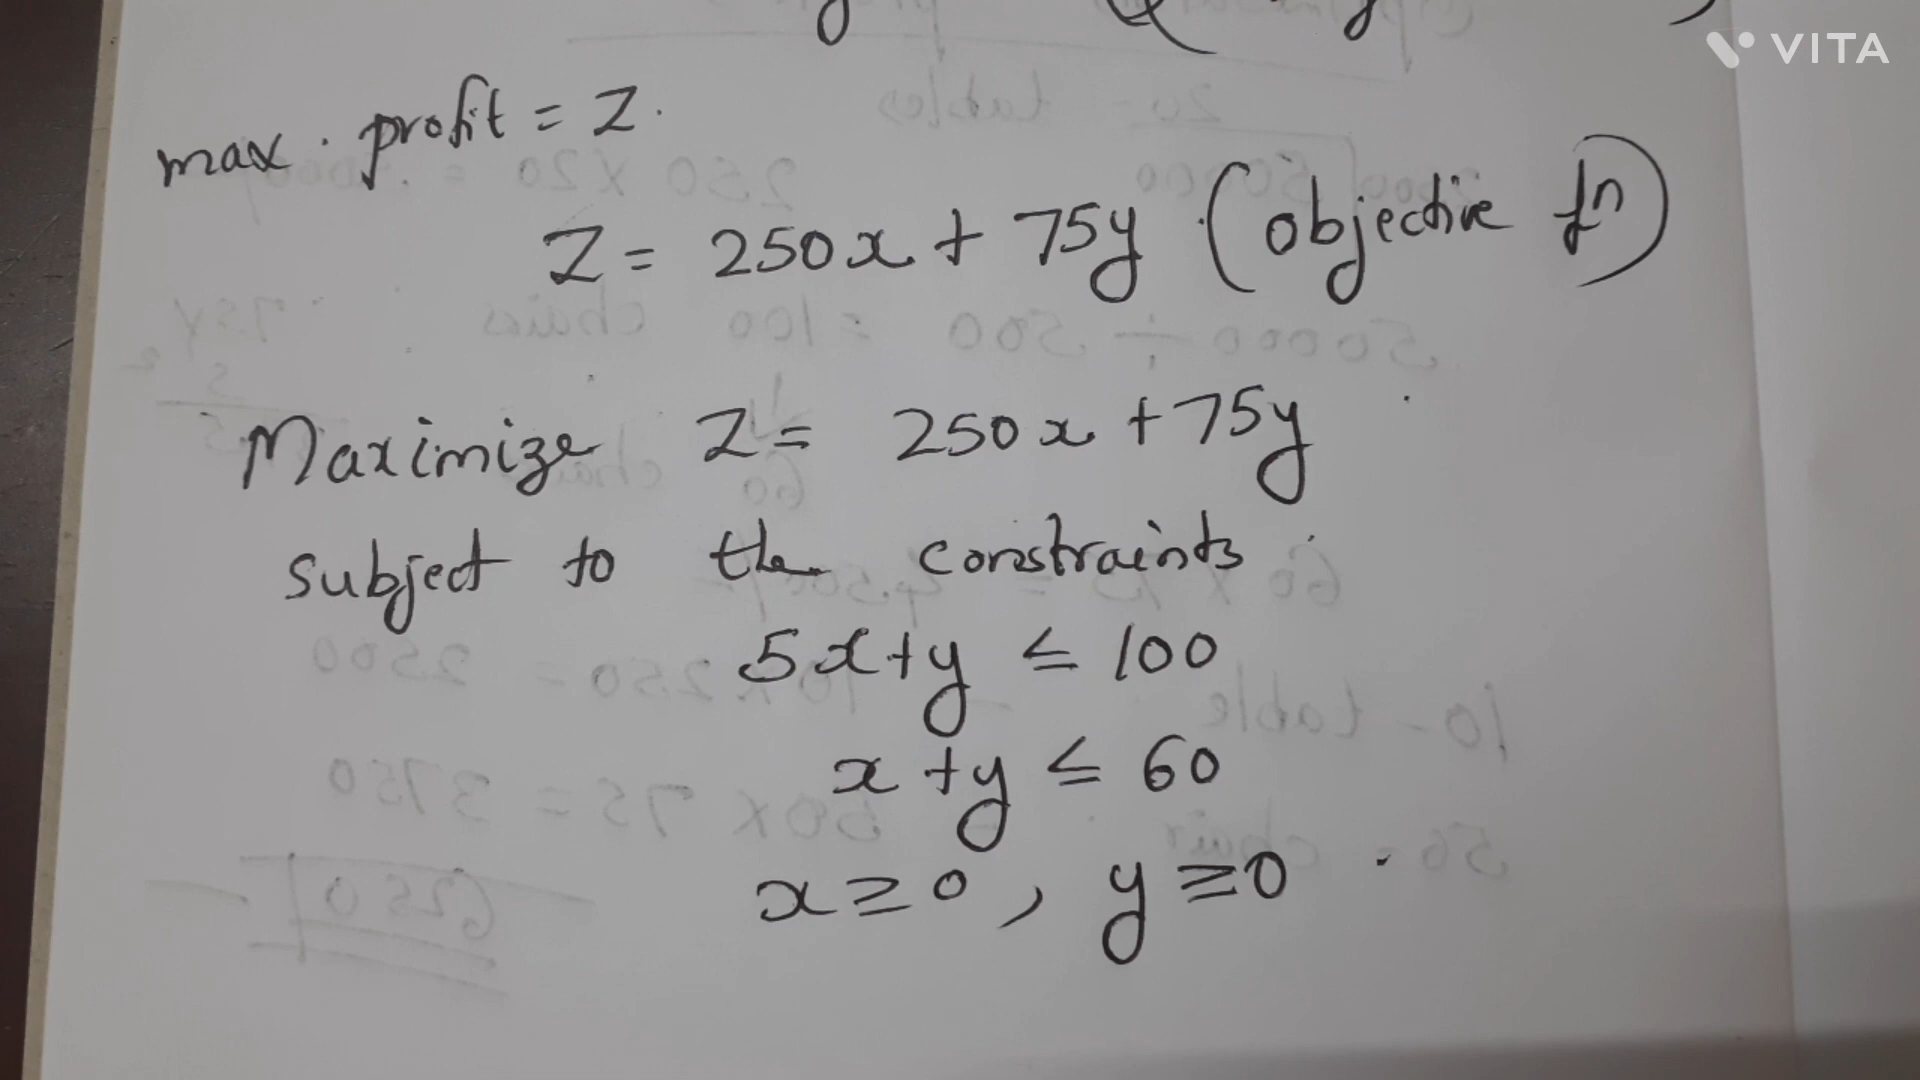 VITA
max. profit = Z.
Z = 250x + 75y (objective fn)
Maximize Z = 250x + 75y
subject to the constraints
5x+y ≤ 100
x+y ≤ 60
x≥0, y≥0